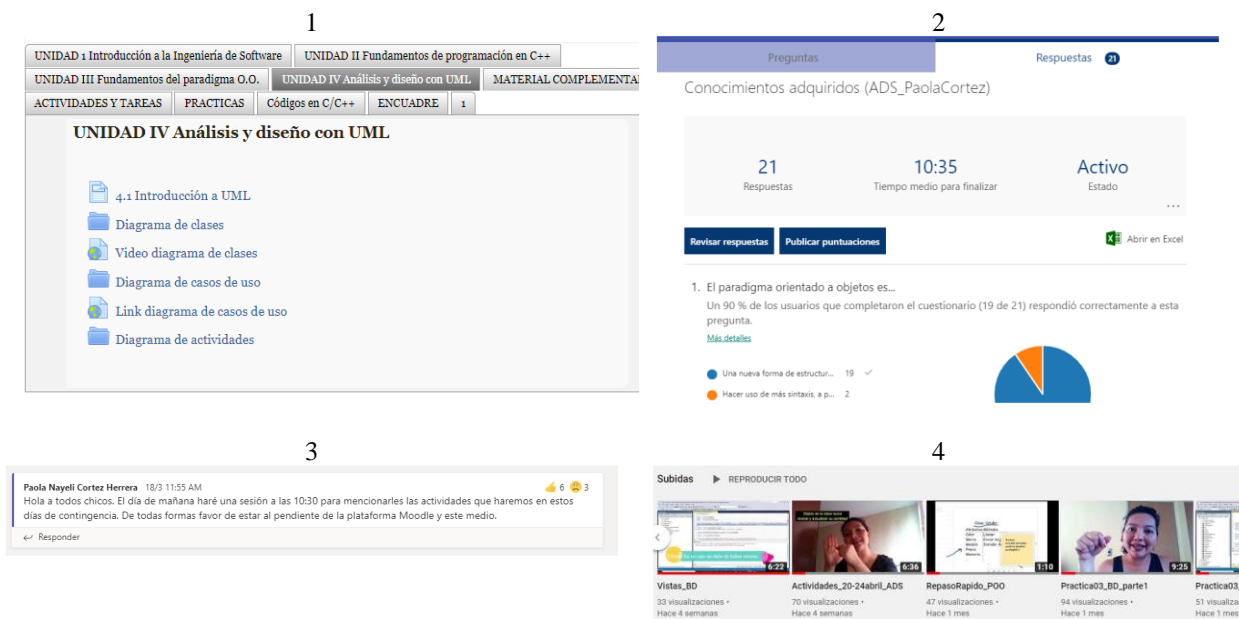 1
UNIDAD 1 Introducción a la Ingeniería de Software
UNIDAD II Fundamentos de programación en C++
UNIDAD III Fundamentos del paradigma O.O.
UNIDAD IV Análisis y diseño con UML
MATERIAL COMPLEMENTA
ACTIVIDADES Y TAREAS
PRACTICAS
Códigos en C/C++
ENCUADRE
1
UNIDAD IV Análisis y diseño con UML
4.1 Introducción a UML
Diagrama de clases
Video diagrama de clases
Diagrama de casos de uso
Link diagrama de casos de uso
Diagrama de actividades
2
Preguntas
Respuestas 21
Conocimientos adquiridos (ADS_PaolaCortez)
21
Respuestas
10:35
Tiempo medio para finalizar
Activo
Estado
...
Revisar respuestas
Publicar puntuaciones
Abrir en Excel
1. El paradigma orientado a objetos es...
Un 90 % de los usuarios que completaron el cuestionario (19 de 21) respondió correctamente a esta
pregunta.
Más detalles
Una nueva forma de estructur... 19
Hacer uso de más sintaxis, a p... 2
3
Paola Nayeli Cortez Herrera 18/3 11:55 AM
6 3
Hola a todos chicos. El día de mañana haré una sesión a las 10:30 para mencionarles las actividades que haremos en estos
días de contingencia. De todas formas favor de estar al pendiente de la plataforma Moodle y este medio.
Responder
4
Subidas
REPRODUCIR TODO
6:22
6:36
1:10
9:25
Vistas_BD
33 visualizaciones •
Hace 4 semanas
Actividades_20-24abril_ADS
70 visualizaciones •
Hace 4 semanas
RepasoRapido_POO
47 visualizaciones •
Hace 1 mes
Practica03_BD_parte1
94 visualizaciones •
Hace 1 mes
Practica03_
51 visualiza
Hace 1 mes